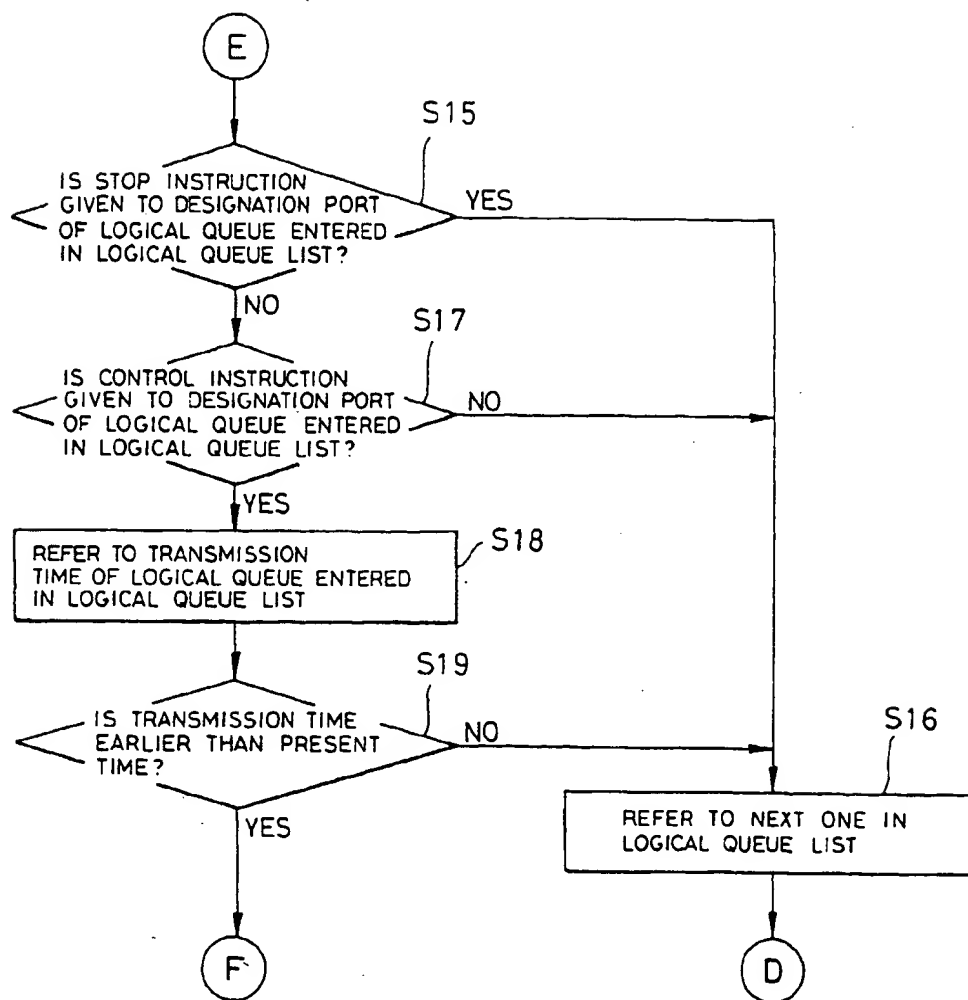 E
S15
IS STOP INSTRUCTION
GIVEN TO DESIGNATION PORT
OF LOGICAL QUEUE ENTERED
IN LOGICAL QUEUE LIST?
YES
NO
S17
IS CONTROL INSTRUCTION
GIVEN TO DESIGNATION PORT
OF LOGICAL QUEUE ENTERED
IN LOGICAL QUEUE LIST?
NO
YES
S18
REFER TO TRANSMISSION
TIME OF LOGICAL QUEUE ENTERED
IN LOGICAL QUEUE LIST
S19
IS TRANSMISSION TIME
EARLIER THAN PRESENT
TIME?
NO
YES
S16
REFER TO NEXT ONE IN
LOGICAL QUEUE LIST
F
D